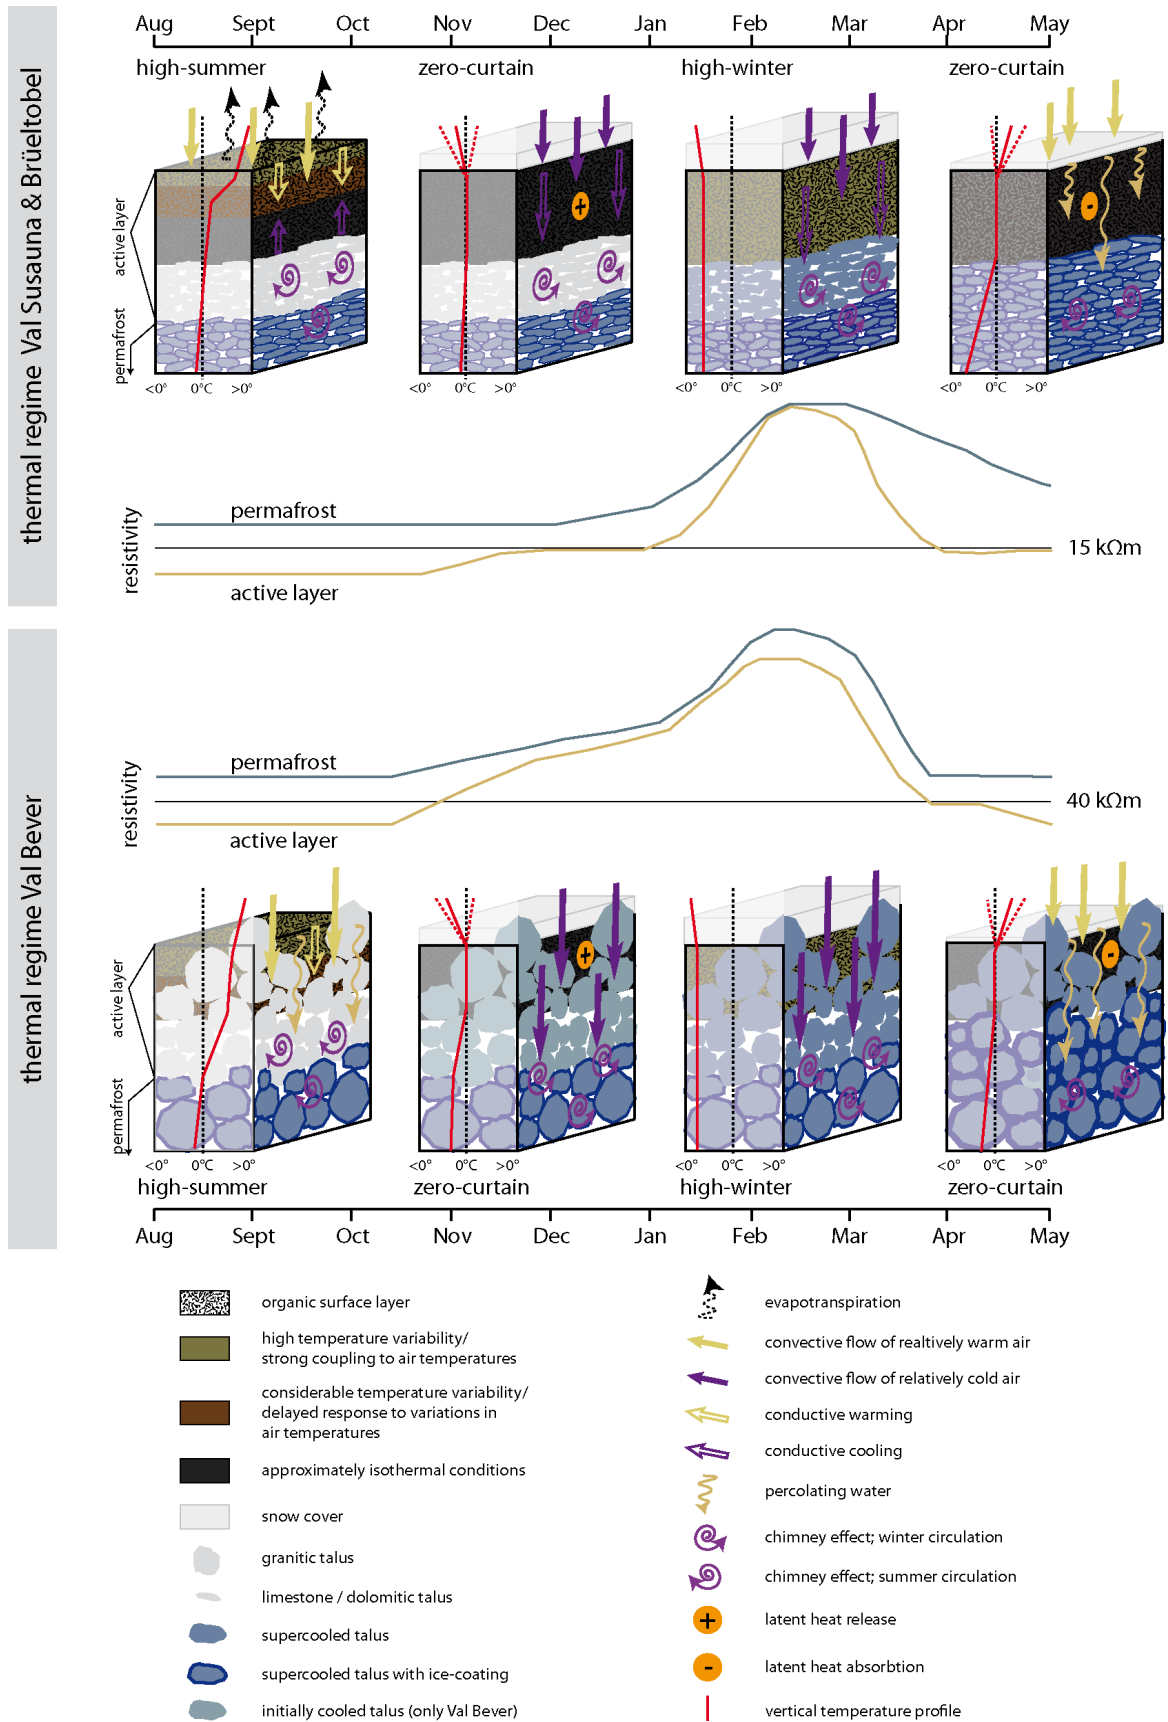 Aug Sept Oct Nov Dec Jan Feb Mar Apr May
high-summer zero-curtain high-winter zero-curtain
thermal regime Val Susauna & Brüeltobel
active layer
permafrost
<0° 0°C >0° <0° 0°C >0° <0° 0°C >0° <0° 0°C >0°
resistivity
permafrost
15 kΩm
active layer
thermal regime Val Bever
resistivity
permafrost
40 kΩm
active layer
active layer
permafrost
<0° 0°C >0° <0° 0°C >0° <0° 0°C >0° <0° 0°C >0°
high-summer zero-curtain high-winter zero-curtain
Aug Sept Oct Nov Dec Jan Feb Mar Apr May
organic surface layer
high temperature variability/
strong coupling to air temperatures
considerable temperature variability/
delayed response to variations in
air temperatures
approximately isothermal conditions
snow cover
granitic talus
limestone / dolomitic talus
supercooled talus
supercooled talus with ice-coating
initially cooled talus (only Val Bever)
evapotranspiration
convective flow of realtively warm air
convective flow of relatively cold air
conductive warming
conductive cooling
percolating water
chimney effect; winter circulation
chimney effect; summer circulation
+ latent heat release
- latent heat absorbtion
vertical temperature profile